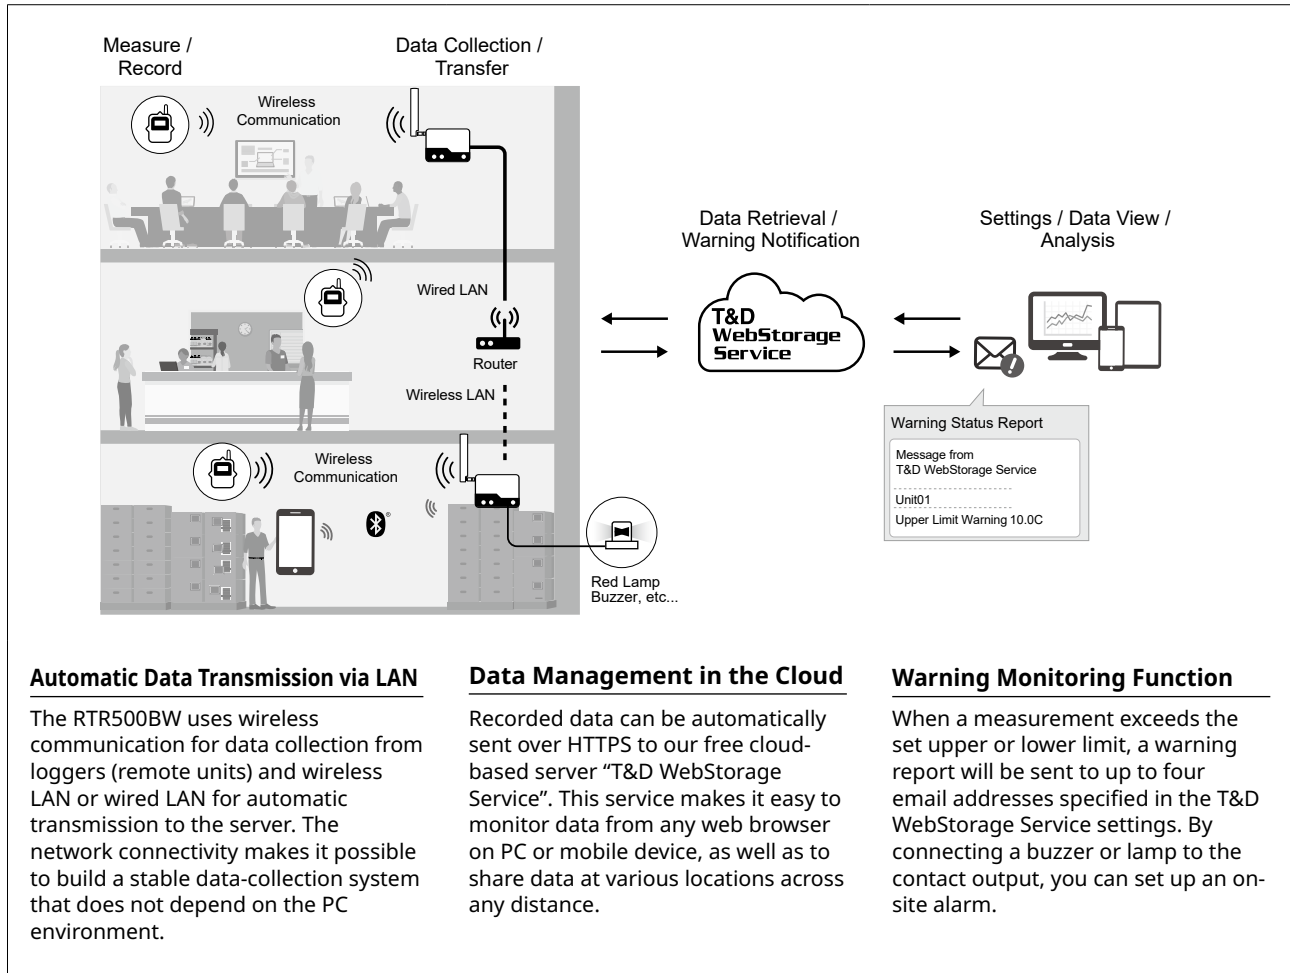 Measure /
Record
Data Collection /
Transfer
Wireless
Communication
Data Retrieval /
Warning Notification
Settings / Data View /
Analysis
Wired LAN
T&D
WebStorage
Service
Router
Wireless LAN
Warning Status Report
Message from
T&D WebStorage Service
Unit01
Upper Limit Warning 10.0C
Wireless
Communication
®
Red Lamp
Buzzer, etc...
Automatic Data Transmission via LAN
The RTR500BW uses wireless
communication for data collection from
loggers (remote units) and wireless
LAN or wired LAN for automatic
transmission to the server. The
network connectivity makes it possible
to build a stable data-collection system
that does not depend on the PC
environment.
Data Management in the Cloud
Recorded data can be automatically
sent over HTTPS to our free cloud-
based server “T&D WebStorage
Service”. This service makes it easy to
monitor data from any web browser
on PC or mobile device, as well as to
share data at various locations across
any distance.
Warning Monitoring Function
When a measurement exceeds the
set upper or lower limit, a warning
report will be sent to up to four
email addresses specified in the T&D
WebStorage Service settings. By
connecting a buzzer or lamp to the
contact output, you can set up an on-
site alarm.